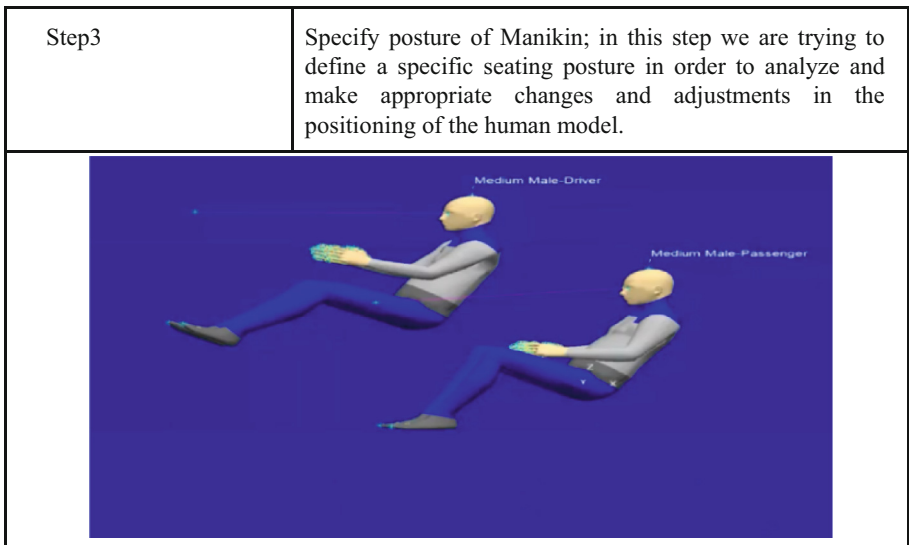 Step3
Specify posture of Manikin; in this step we are trying to
define a specific seating posture in order to analyze and
make appropriate changes and adjustments in the
positioning of the human model.
Medium Male-Driver
Medium Male-Passenger
Z
Y
X